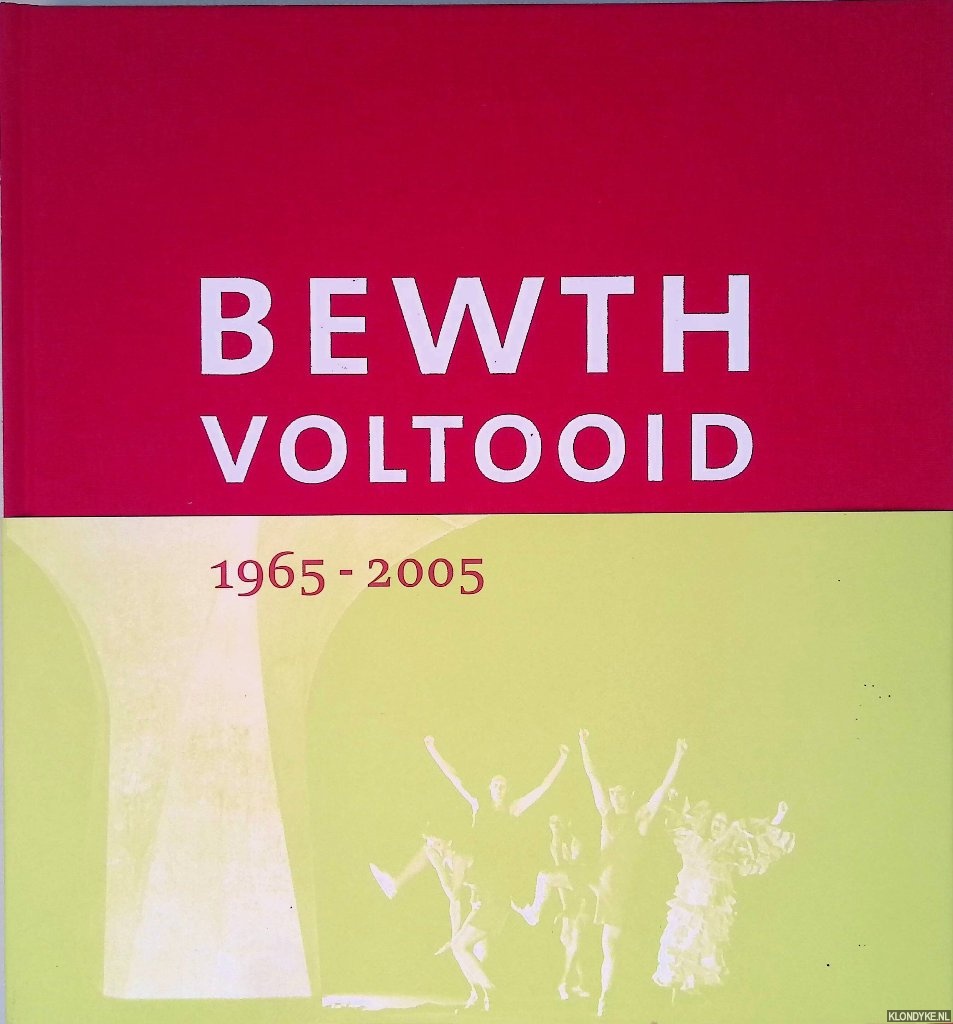 BEWTH
VOLTOOID
1965 - 2005
KLONDYKE.NL